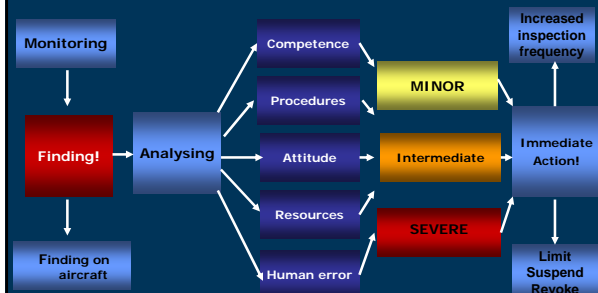 Monitoring
Finding!
Finding on
aircraft
Analysing
Competence
Procedures
Attitude
Resources
Human error
MINOR
Intermediate
SEVERE
Increased
inspection
frequency
Immediate
Action!
Limit
Suspend
Revoke